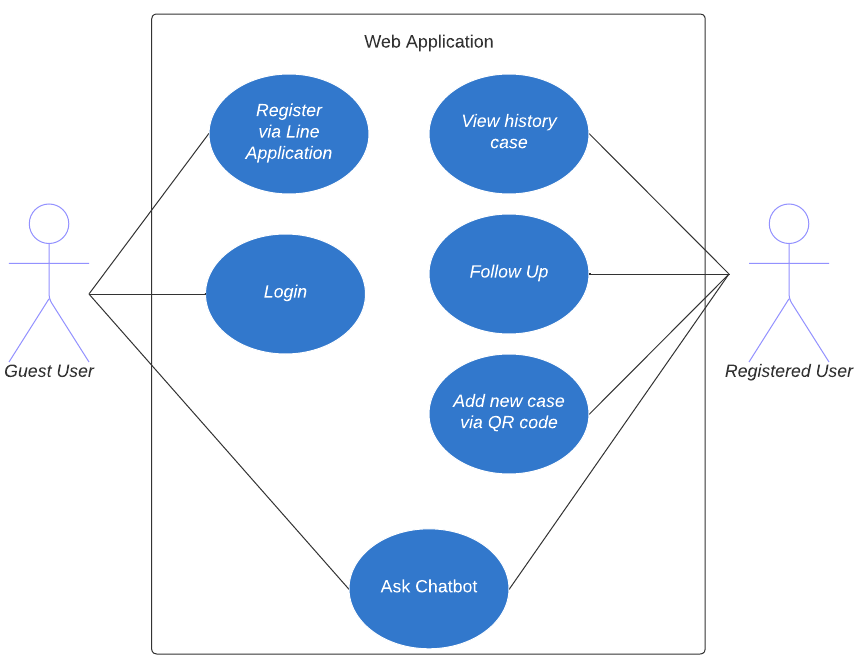 Web Application
Register
via Line
Application
View history
case
Login
Follow Up
Guest User
Registered User
Add new case
via QR code
Ask Chatbot